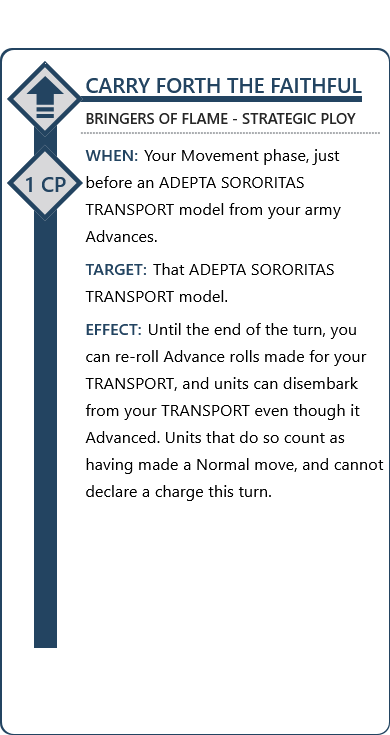 CARRY FORTH THE FAITHFUL
BRINGERS OF FLAME - STRATEGIC PLOY
1 CP
WHEN: Your Movement phase, just
before an ADEPTA SORORITAS
TRANSPORT model from your army
Advances.
TARGET: That ADEPTA SORORITAS
TRANSPORT model.
EFFECT: Until the end of the turn, you
can re-roll Advance rolls made for your
TRANSPORT, and units can disembark
from your TRANSPORT even though it
Advanced. Units that do so count as
having made a Normal move, and cannot
declare a charge this turn.